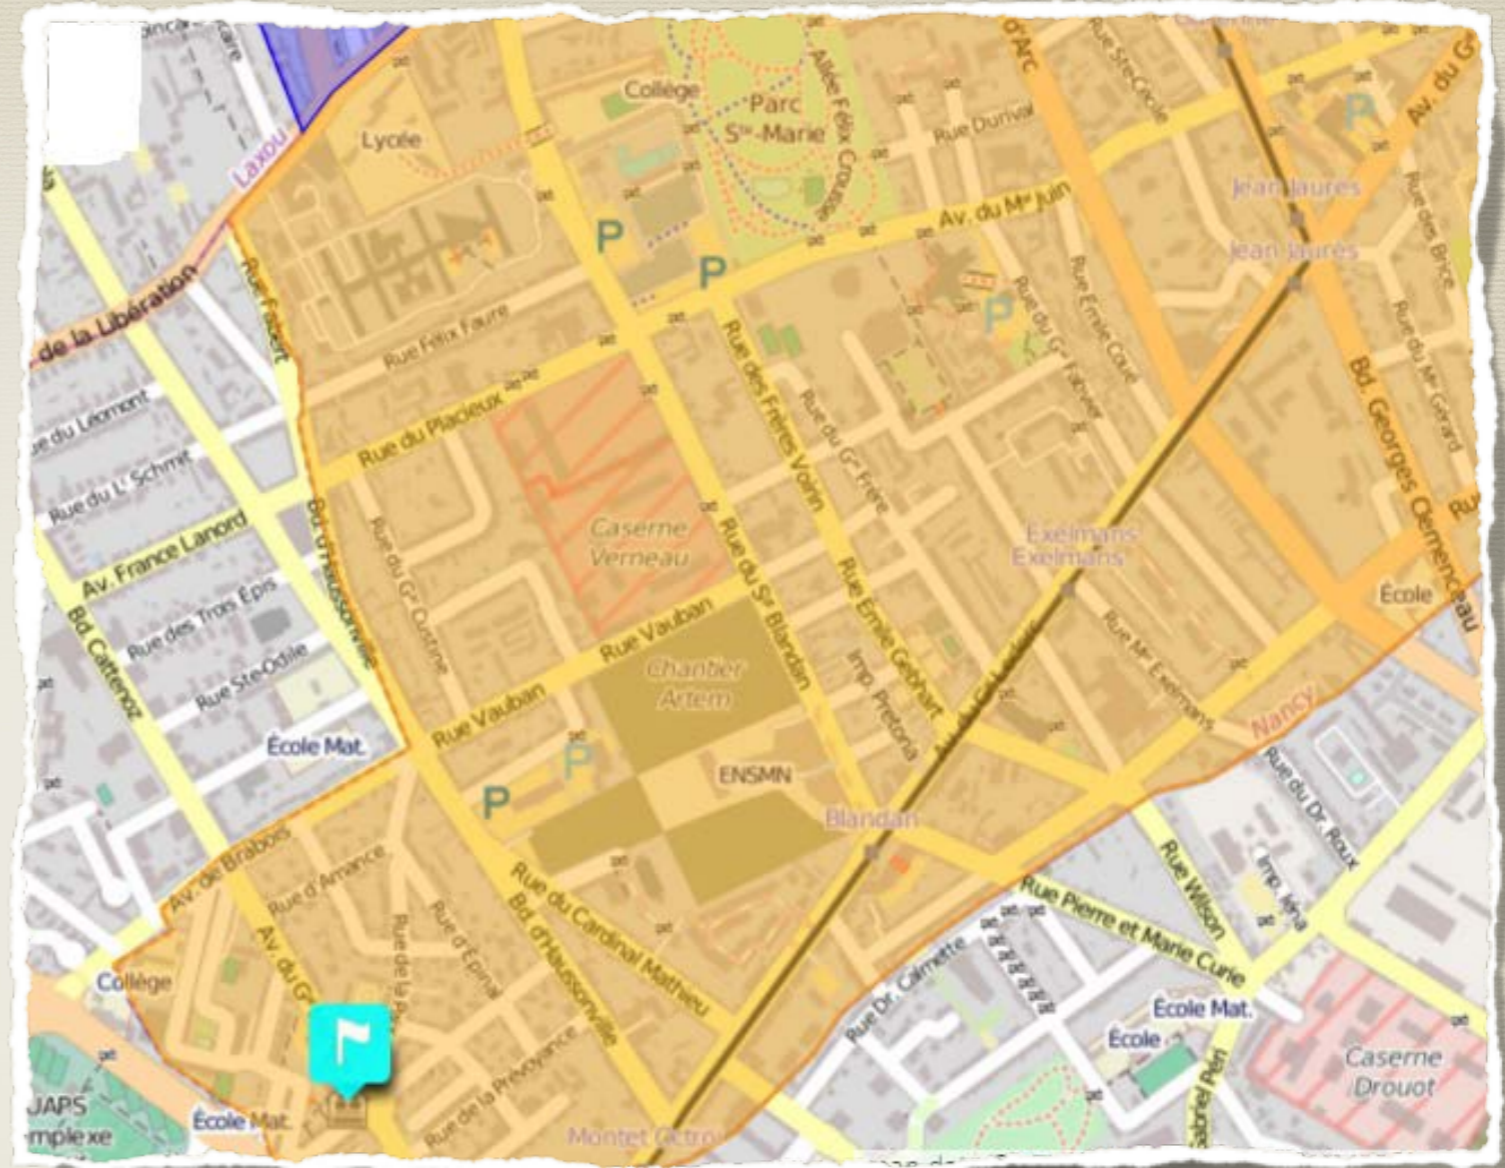 Laxou
Lycée
Collège
Parc
Sᵗᵉ-Marie
Allée Félix Crousse
d'Arc
Rue Ste-Cécile
Av. du G
P
Rue Durival
Jean Jaurès
Jean Jaurès
Rue des Brice
Av. du Mᵃˡ Juin
P
P
P
de la Libération
Rue Fabert
Rue Félix Faure
Rue du Gᵃˡ Fabvier
Rue Émile Coué
Rue du Mᵃˡ Gérard
Bd. Georges Clemenceau
Rue du Placieux
Rue des Frères Voirin
Rue du Gᵃˡ Frère
Rue du Lᵗ Schmit
Av. France Lanord
Bd. d'Haussonville
Rue du Gᵃˡ Custine
Caserne
Verneau
Rue du Sᵍᵗ Blandan
Exelmans
Exelmans
École
Rue des Trois Épis
Bd. Cattenoz
Rue Ste-Odile
Rue Vauban
Rue Vauban
Chantier
Artem
Rue Émile Gebhart
Imp. Pretoria
Rue Mᵃˡ Exelmans
Nancy
École Mat.
P
P
ENSMN
Blandan
Rue du Dr. Roux
Rue Wilson
Imp. Iéna
Av. de Brabois
Rue d'Amance
Rue d'Epinal
Rue du Cardinal Mathieu
Bd. d'Haussonville
Rue Pierre et Marie Curie
Rue Dr. Calmette
Av. du Gᵃˡ
Collège
École Mat.
École
Caserne
Drouot
Gabriel Péri
Rue de la Prévoyance
École Mat.
Montet Octroi